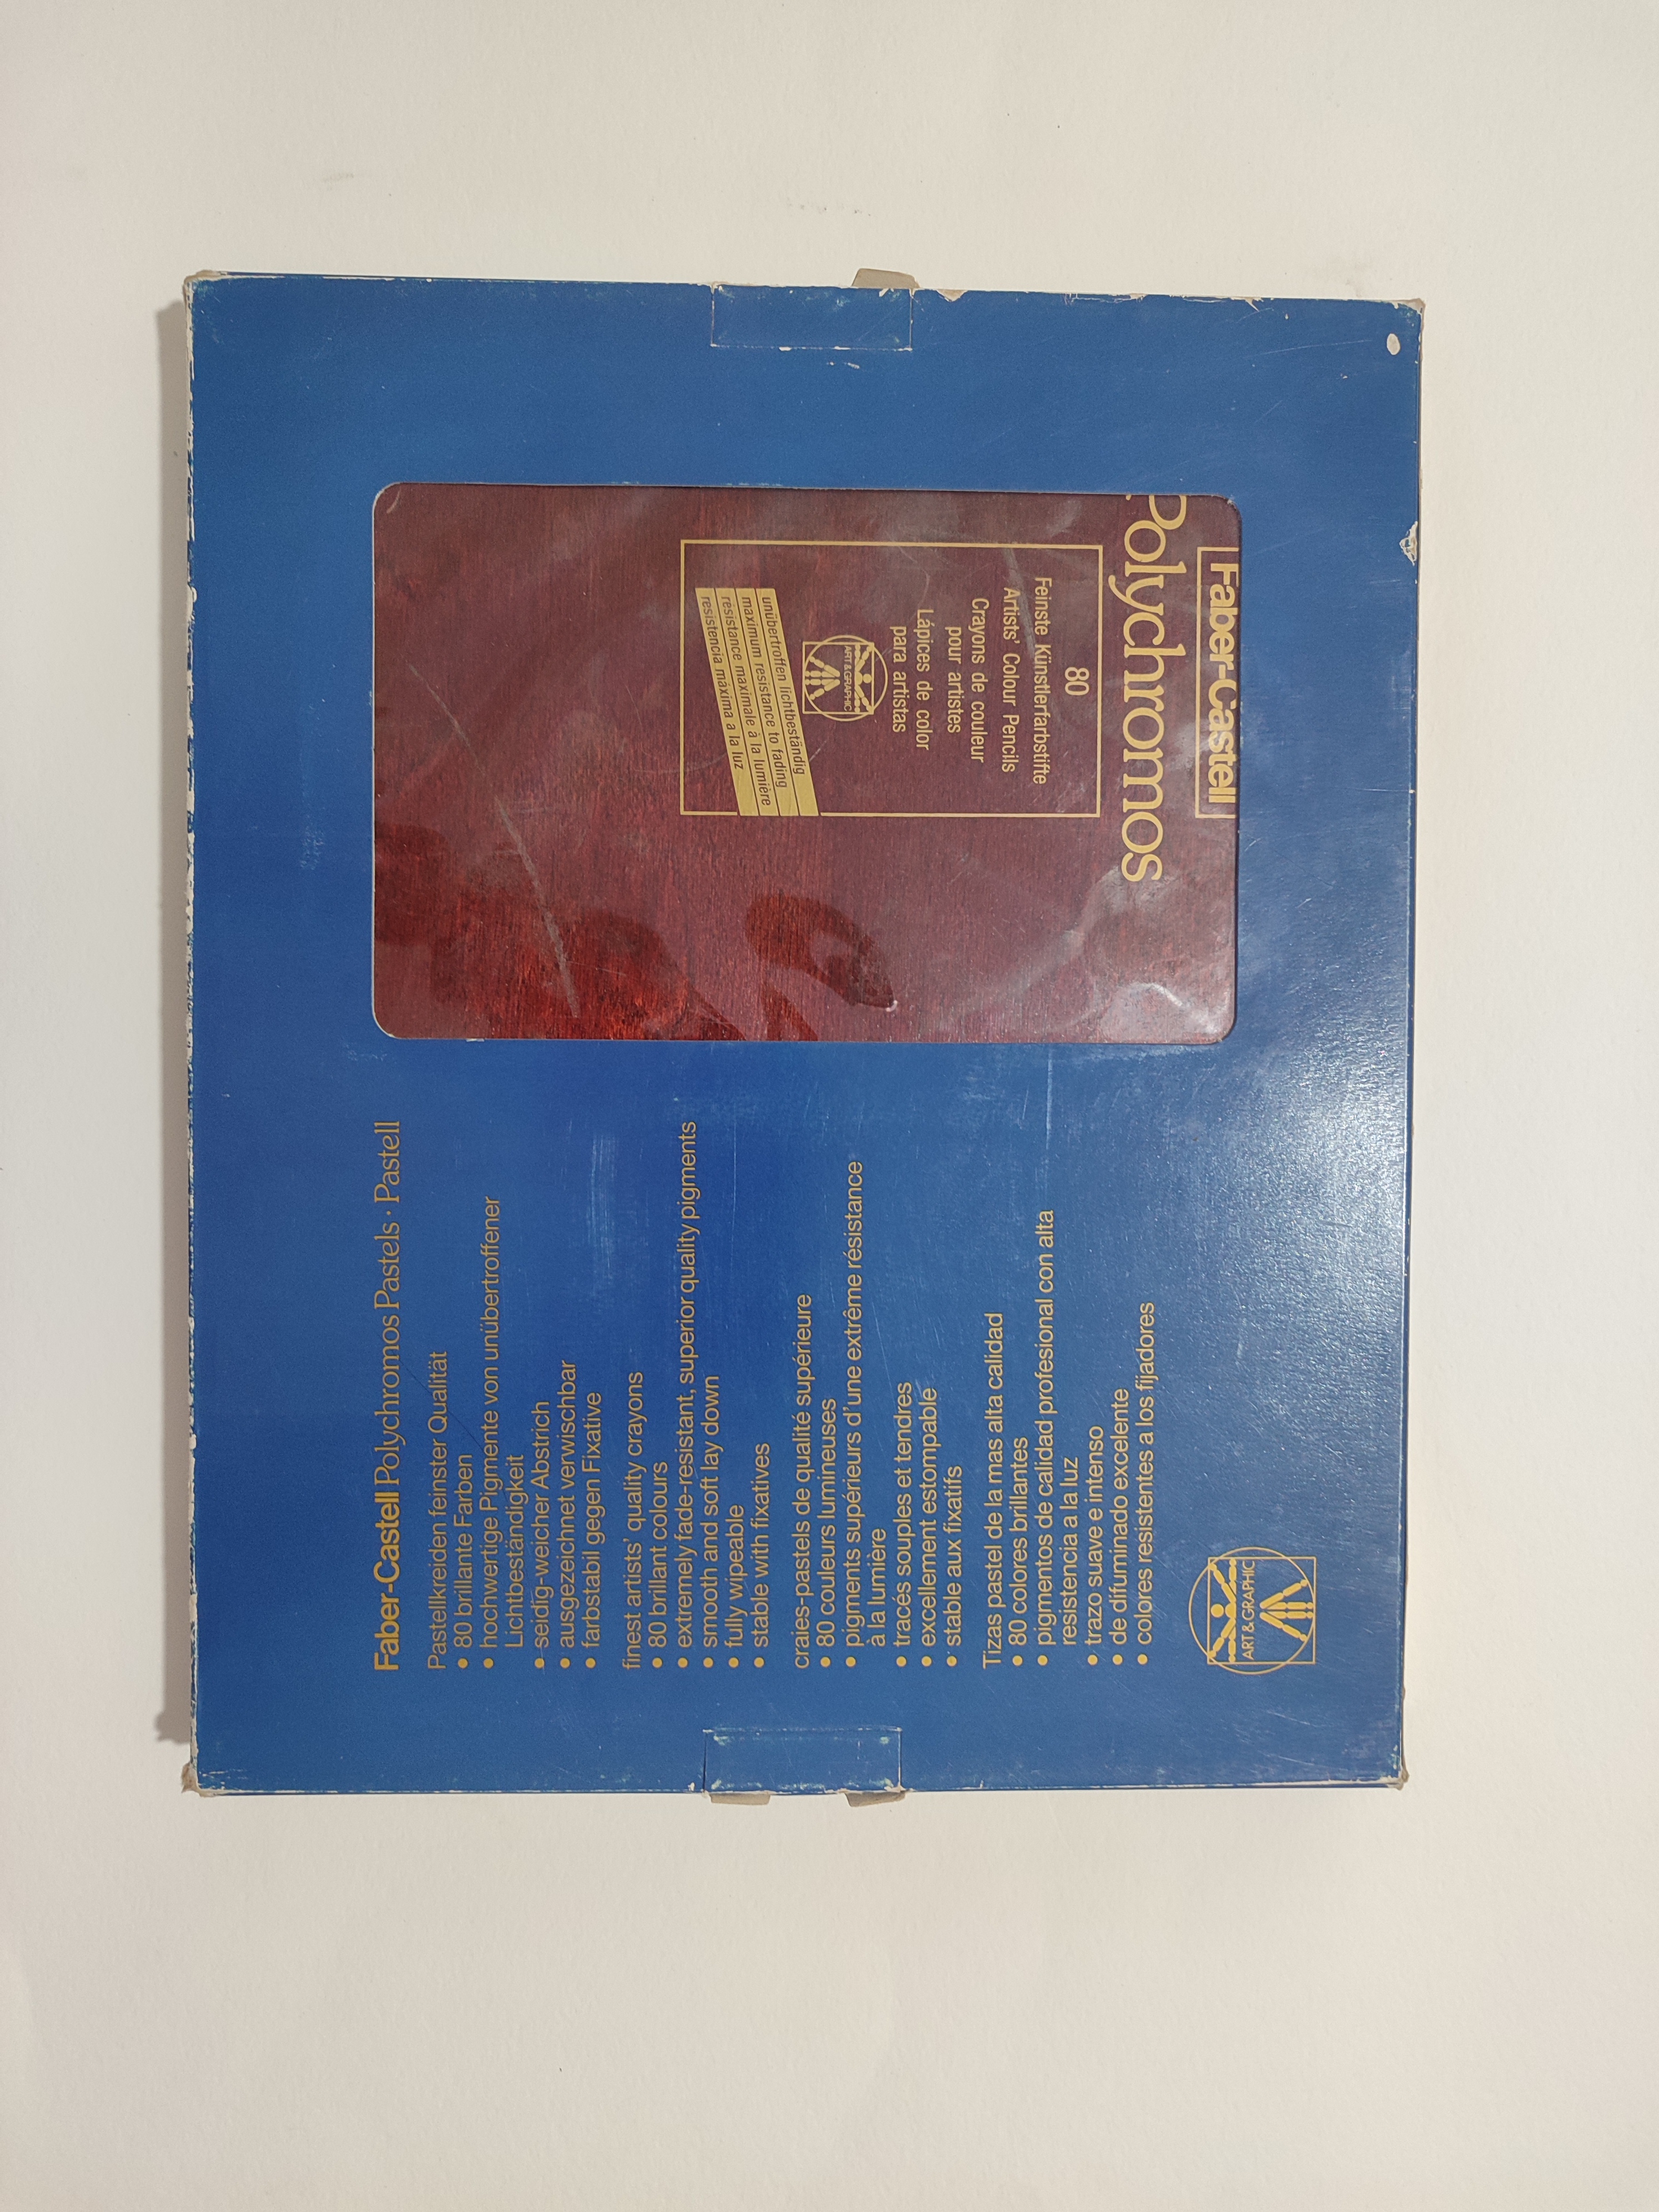 Faber-Castell Polychromos Pastels · Pastell
Pastellkreiden feinster Qualität
• 80 brillante Farben
• hochwertige Pigmente von unübertroffener
Lichtbeständigkeit
• seidig-weicher Abstrich
• ausgezeichnet verwischbar
• farbstabil gegen Fixative
finest artists' quality crayons
• 80 brillant colours
• extremely fade-resistant, superior quality pigments
• smooth and soft lay down
• fully wipeable
• stable with fixatives
craies-pastels de qualité supérieure
• 80 couleurs lumineuses
• pigments supérieurs d'une extrême résistance
à la lumière
• tracés souples et tendres
• excellement estompable
• stable aux fixatifs
Tizas pastel de la mas alta calidad
• 80 colores brillantes
• pigmentos de calidad profesional con alta
resistencia a la luz
• trazo suave e intenso
• de difuminado excelente
• colores resistentes a los fijadores
ART & GRAPHIC
Faber-Castell
Polychromos
80
Feinste Künstlerfarbstifte
Artists' Colour Pencils
Crayons de couleur
pour artistes
Lápices de color
para artistas
ART & GRAPHIC
unübertroffen lichtbeständig
maximum resistance to fading
résistance maximale à la lumière
resistencia maxima a la luz